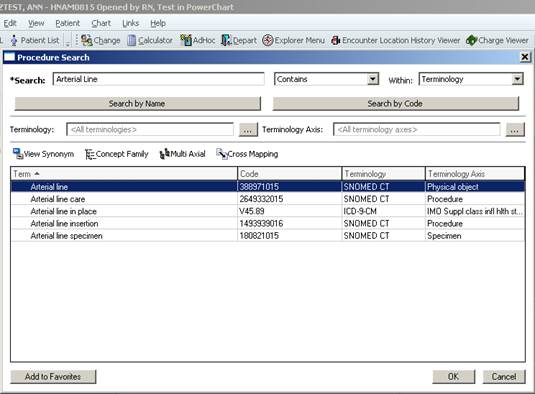 ZTEST, ANN - HNAM0815 Opened by RN, Test in PowerChart
Edit View Patient Chart Links Help
Patient List Change Calculator AdHoc Depart Explorer Menu Encounter Location History Viewer Charge Viewer
Procedure Search
*Search: Arterial Line Contains Within: Terminology
Search by Name Search by Code
Terminology: <All terminologies> ... Terminology Axis: <All terminology axes> ...
View Synonym Concept Family Multi Axial Cross Mapping
Term Code Terminology Terminology Axis
Arterial line 388971015 SNOMED CT Physical object
Arterial line care 2649332015 SNOMED CT Procedure
Arterial line in place V45.89 ICD-9-CM IMO Suppl class infl hlth st...
Arterial line insertion 1493939016 SNOMED CT Procedure
Arterial line specimen 180821015 SNOMED CT Specimen
Add to Favorites OK Cancel